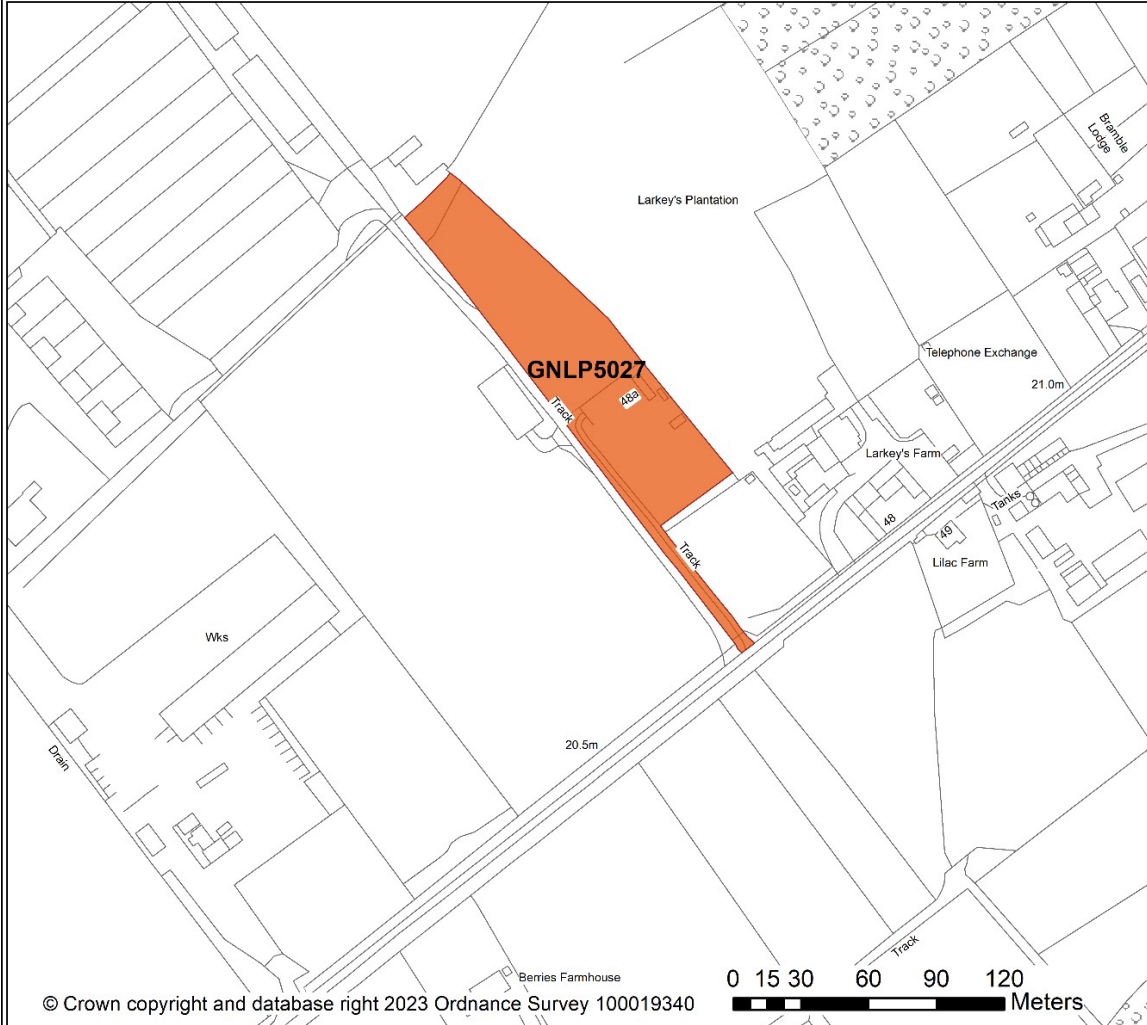 Bramble
Lodge
Larkey's Plantation
Telephone Exchange
21.0m
GNLP5027
48a
Track
Larkey's Farm
Tanks
48
49
Track
Lilac Farm
Wks
20.5m
Drain
Track
Berries Farmhouse
0 15 30 60 90 120
Meters
© Crown copyright and database right 2023 Ordnance Survey 100019340